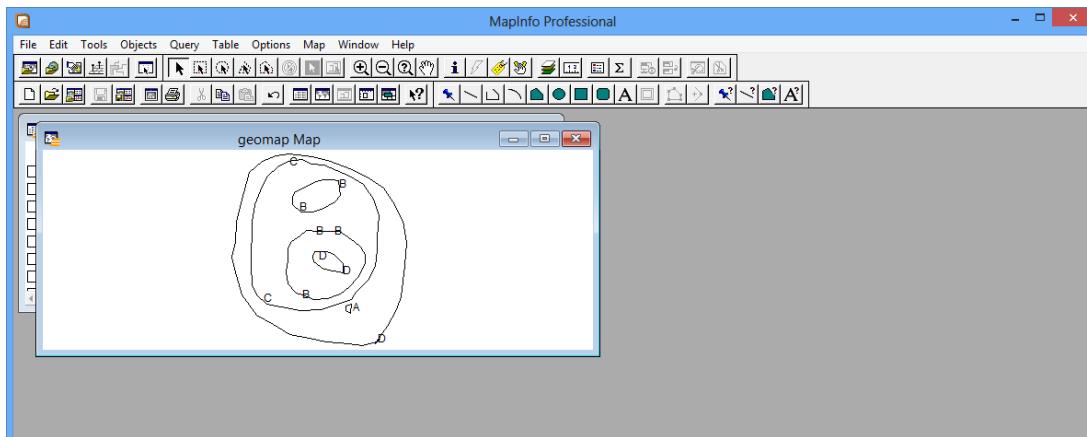 MapInfo Professional
File Edit Tools Objects Query Table Options Map Window Help
geomap Map
C
B
B
B B
D
D
B
C
A
D